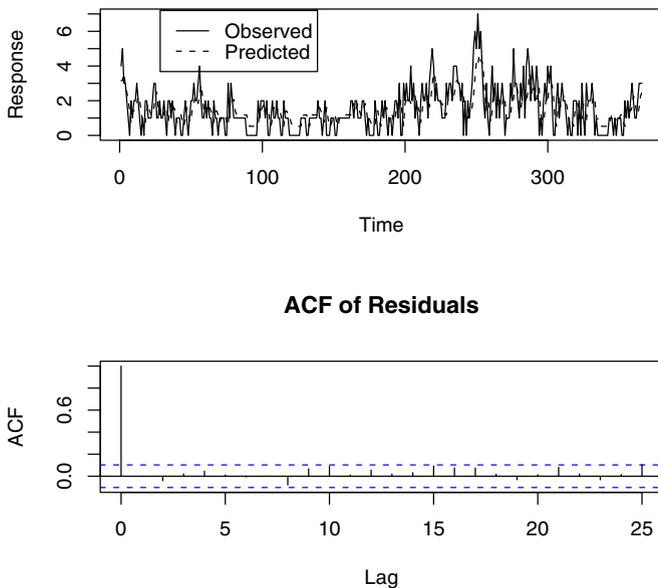 Observed
Predicted
Response
0 2 4 6
0 100 200 300
Time
ACF of Residuals
ACF
0.0 0.6
0 5 10 15 20 25
Lag